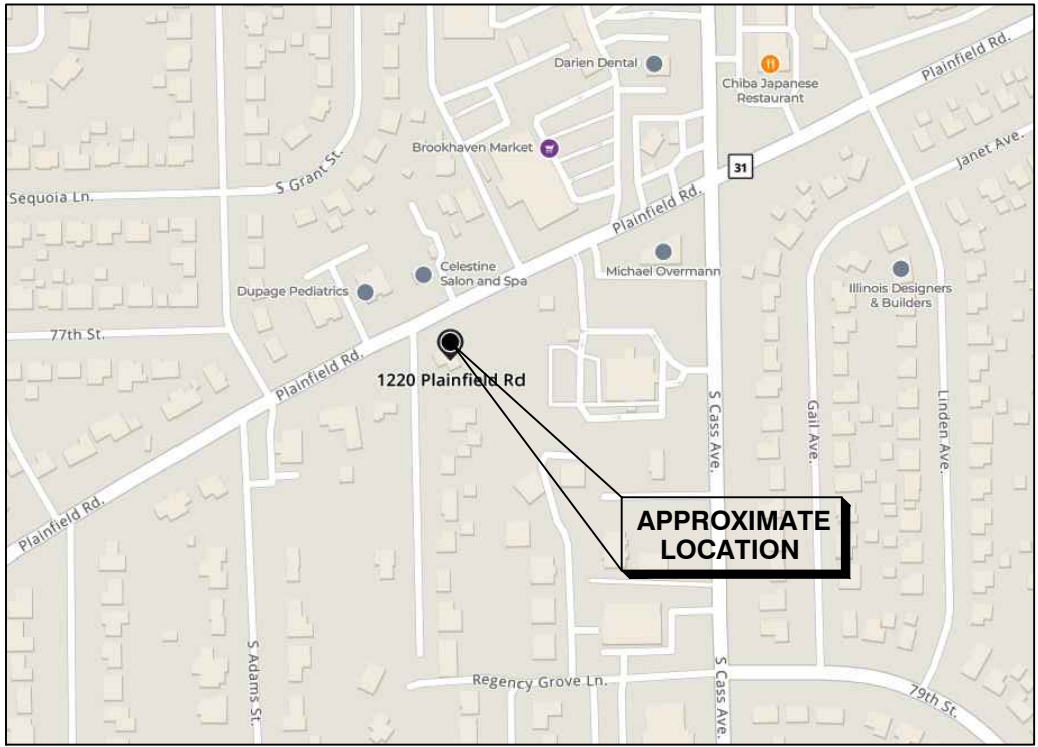 Plainfield Rd.
Darien Dental
Chiba Japanese
Restaurant
Brookhaven Market
31
Janet Ave.
S Grant St.
Sequoia Ln.
Plainfield Rd.
Michael Overmann
Celestine
Salon and Spa
Dupage Pediatrics
Illinois Designers
& Builders
77th St.
Plainfield Rd.
1220 Plainfield Rd
S Cass Ave.
Gail Ave.
Linden Ave.
Plainfield Rd.
APPROXIMATE
LOCATION
S Adams St.
Regency Grove Ln.
S Cass Ave.
79th St.